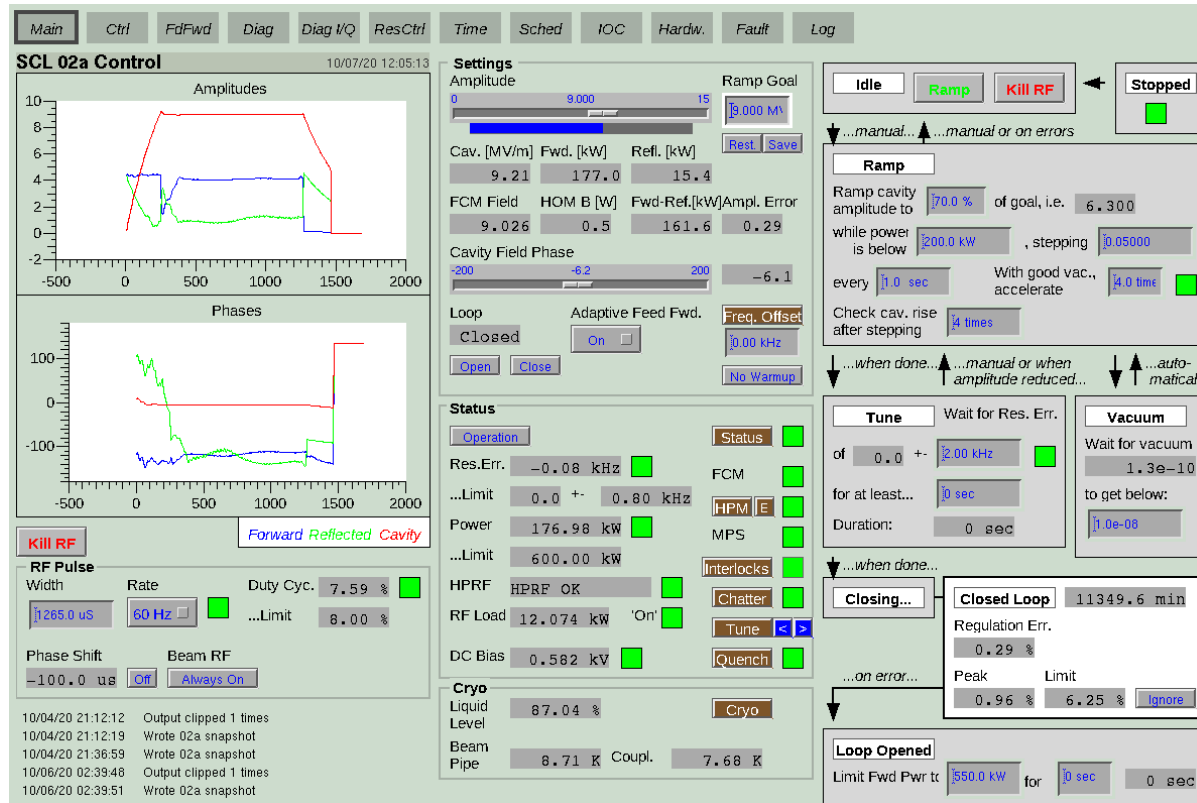 Main Ctrl FdFwd Diag Diag I/Q ResCtrl Time Sched IOC Hardw. Fault Log
SCL 02a Control 10/07/20 12:05:13
Amplitudes
10
8
6
4
2
0
-2
-500 0 500 1000 1500 2000
Phases
100
0
-100
-500 0 500 1000 1500 2000
Kill RF
Forward Reflected Cavity
RF Pulse
Width Rate Duty Cyc. 7.59 %
1265.0 uS 60 Hz ...Limit 8.00 %
Phase Shift Beam RF
-100.0 us Off Always On
10/04/20 21:12:12 Output clipped 1 times
10/04/20 21:12:19 Wrote 02a snapshot
10/04/20 21:36:59 Wrote 02a snapshot
10/06/20 02:39:48 Output clipped 1 times
10/06/20 02:39:51 Wrote 02a snapshot
Settings
Amplitude Ramp Goal
0 9.000 15
9.000 MV
Rest. Save
Cav. [MV/m] Fwd. [kW] Refl. [kW]
9.21 177.0 15.4
FCM Field HOM B [W] Fwd-Ref.[kW] Ampl. Error
9.026 0.5 161.6 0.29
Cavity Field Phase
-200 -6.2 200
-6.1
Loop Adaptive Feed Fwd. Freq. Offset
Closed On 0.00 kHz
Open Close No Warmup
Status
Operation Status
Res.Err. -0.08 kHz FCM
...Limit 0.0 +- 0.80 kHz HPM E
Power 176.98 kW MPS
...Limit 600.00 kW Interlocks
HPRF HPRF OK Chatter
RF Load 12.074 kW 'On' Tune < >
DC Bias 0.582 kV Quench
Cryo
Liquid
Level 87.04 % Cryo
Beam
Pipe 8.71 K Coupl. 7.68 K
Idle Ramp Kill RF Stopped
...manual... ...manual or on errors
Ramp
Ramp cavity
amplitude to 70.0 % of goal, i.e. 6.300
while power
is below 200.0 kW , stepping 0.05000
every 1.0 sec With good vac.,
accelerate 4.0 time
Check cav. rise
after stepping 4 times
...when done... ...manual or when
amplitude reduced... ...auto-
matical
Tune Wait for Res. Err.
of 0.0 +- 2.00 kHz
for at least... 0 sec
Duration: 0 sec
Vacuum
Wait for vacuum
1.3e-10
to get below:
1.0e-08
...when done...
Closing... Closed Loop 11349.6 min
Regulation Err.
0.29 %
Peak Limit
0.96 % 6.25 % Ignore
...on error...
Loop Opened
Limit Fwd Pwr to 550.0 kW for 0 sec 0 sec